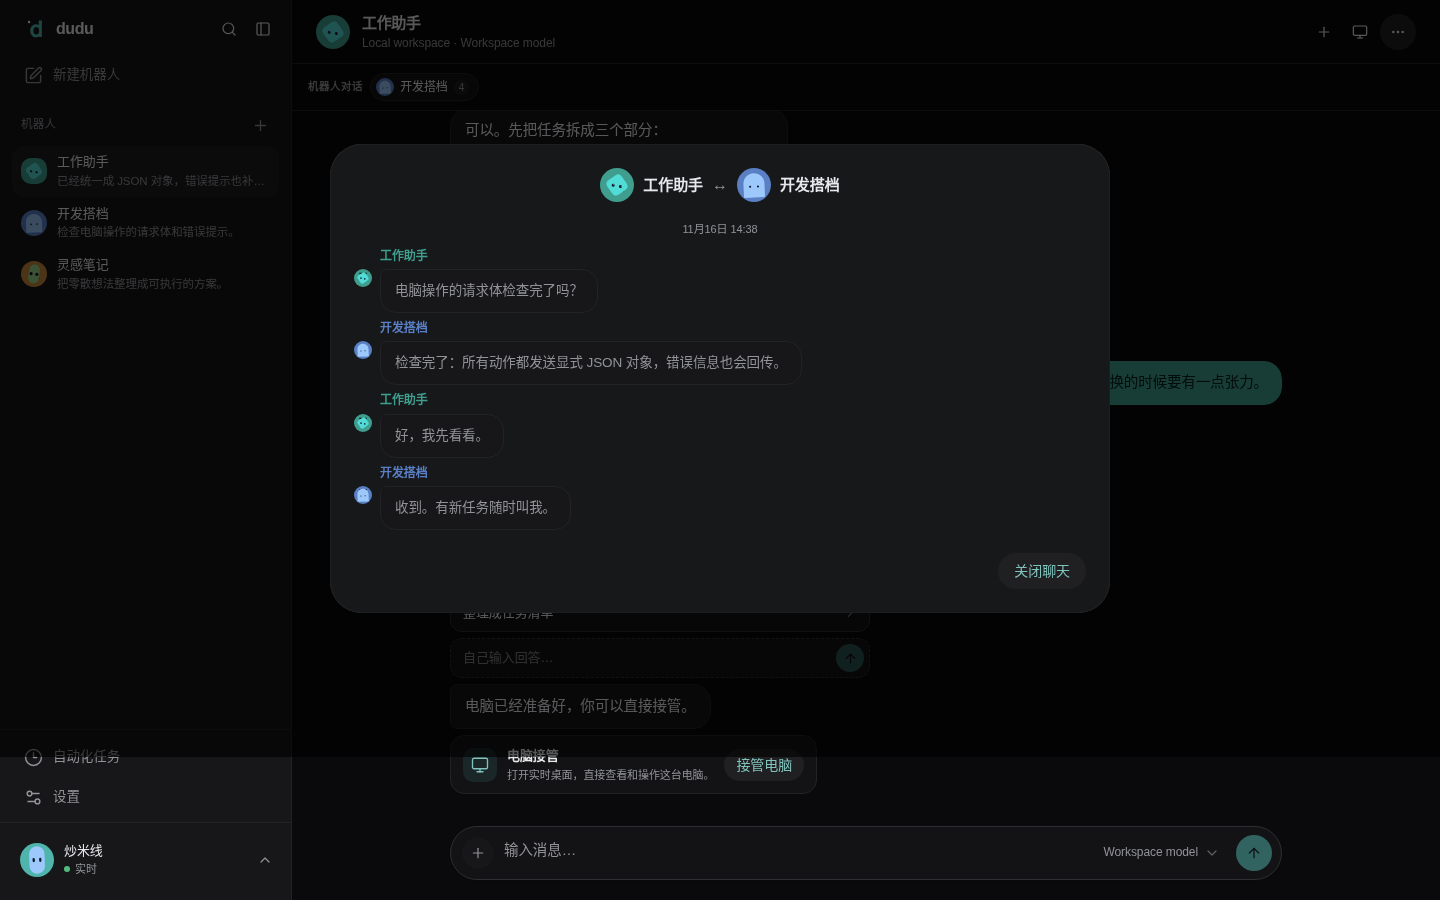 dudu
新建机器人
机器人
工作助手
已经统一成 JSON 对象，错误提示也补...
开发搭档
检查电脑操作的请求体和错误提示。
灵感笔记
把零散想法整理成可执行的方案。
自动化任务
设置
炒米线
实时
工作助手
Local workspace · Workspace model
机器人对话
开发搭档
4
可以。先把任务拆成三个部分：
工作助手 ↔ 开发搭档
11月16日 14:38
工作助手
电脑操作的请求体检查完了吗？
开发搭档
检查完了：所有动作都发送显式 JSON 对象，错误信息也会回传。
工作助手
好，我先看看。
开发搭档
收到。有新任务随时叫我。
关闭聊天
换的时候要有一点张力。
整理成任务清单
自己输入回答...
电脑已经准备好，你可以直接接管。
电脑接管
打开实时桌面，直接查看和操作这台电脑。
接管电脑
输入消息...
Workspace model